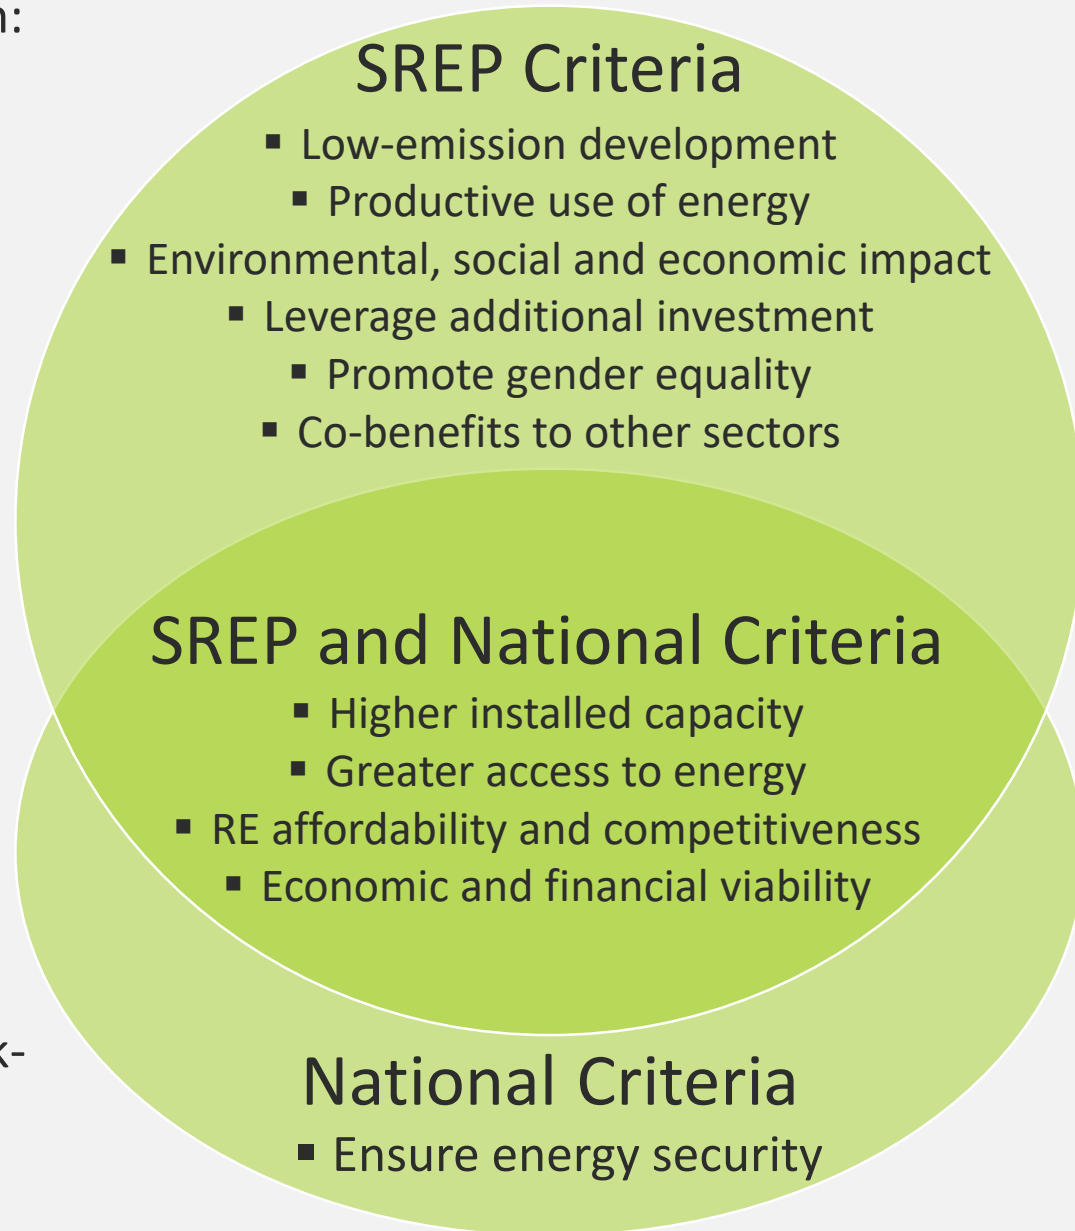 n:
SREP Criteria
▪ Low-emission development
▪ Productive use of energy
▪ Environmental, social and economic impact
▪ Leverage additional investment
▪ Promote gender equality
▪ Co-benefits to other sectors
SREP and National Criteria
▪ Higher installed capacity
▪ Greater access to energy
▪ RE affordability and competitiveness
▪ Economic and financial viability
k-
National Criteria
▪ Ensure energy security